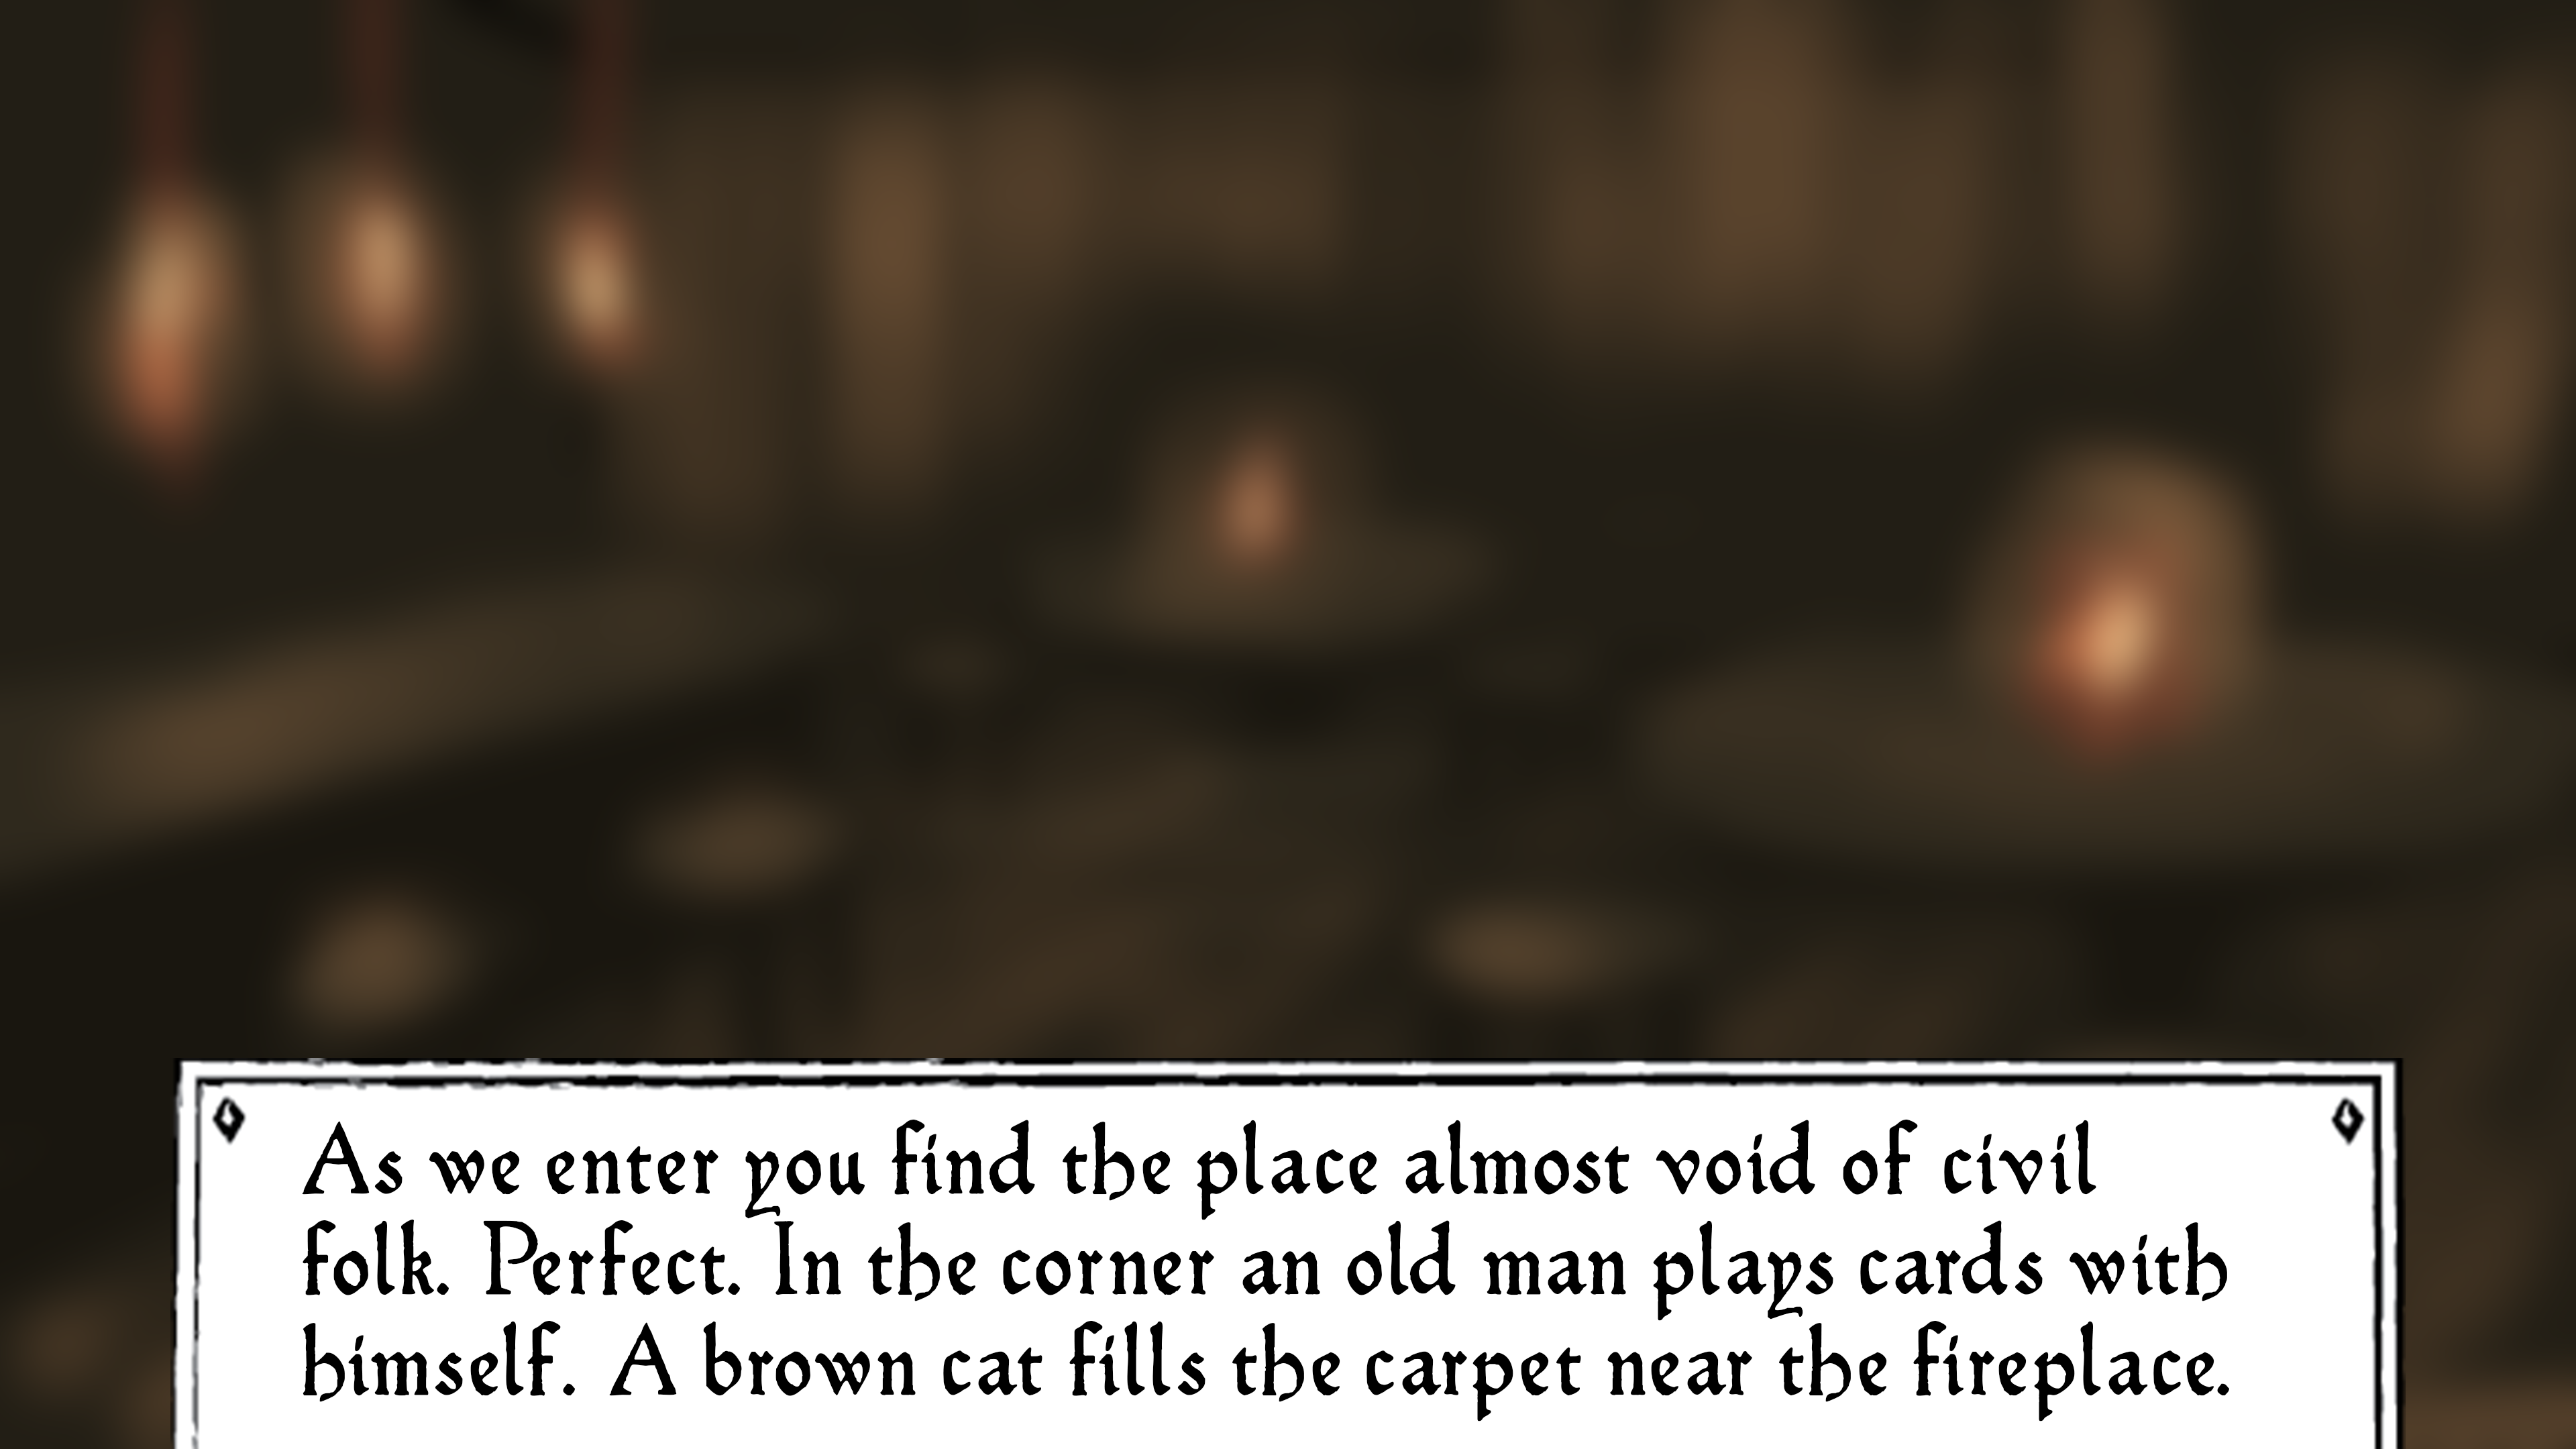 As we enter you find the place almost void of civil
folk. Perfect. In the corner an old man plays cards with
himself. A brown cat fills the carpet near the fireplace.